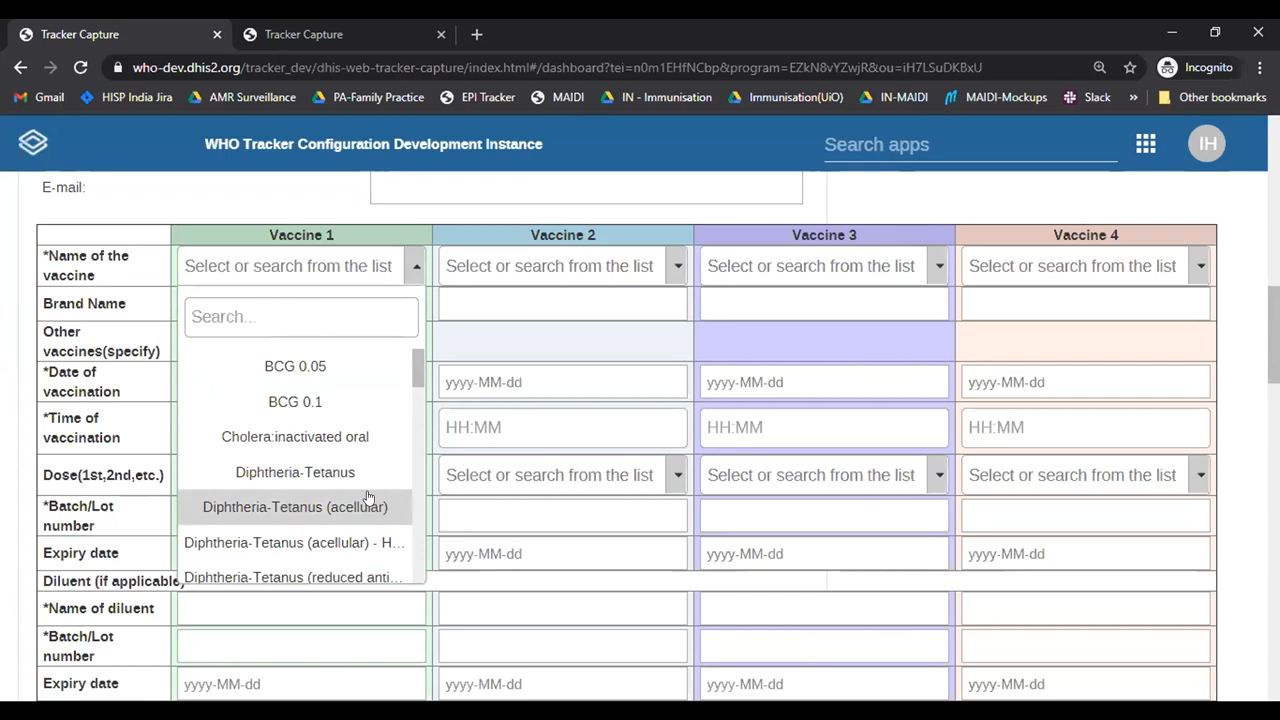 Tracker Capture
Tracker Capture
who-dev.dhis2.org/tracker_dev/dhis-web-tracker-capture/index.html#/dashboard?tei=n0m1EHfNCbp&program=EZkN8vYZwjR&ou=iH7LSuDKBxU
Incognito
Gmail
HISP India Jira
AMR Surveillance
PA-Family Practice
EPI Tracker
MAIDI
IN - Immunisation
Immunisation(UiO)
IN-MAIDI
MAIDI-Mockups
Slack
»
Other bookmarks
WHO Tracker Configuration Development Instance
Search apps
IH
E-mail:
Vaccine 1
Vaccine 2
Vaccine 3
Vaccine 4
*Name of the
vaccine
Select or search from the list
Select or search from the list
Select or search from the list
Select or search from the list
Brand Name
Search...
Other
vaccines(specify)
BCG 0.05
*Date of
vaccination
yyyy-MM-dd
yyyy-MM-dd
yyyy-MM-dd
BCG 0.1
*Time of
vaccination
HH:MM
HH:MM
HH:MM
Cholera:inactivated oral
Dose(1st,2nd,etc.)
Diphtheria-Tetanus
Select or search from the list
Select or search from the list
Select or search from the list
*Batch/Lot
number
Diphtheria-Tetanus (acellular)
Expiry date
Diphtheria-Tetanus (acellular) - H...
yyyy-MM-dd
yyyy-MM-dd
yyyy-MM-dd
Diluent (if applicable)
Diphtheria-Tetanus (reduced anti...
*Name of diluent
*Batch/Lot
number
Expiry date
yyyy-MM-dd
yyyy-MM-dd
yyyy-MM-dd
yyyy-MM-dd